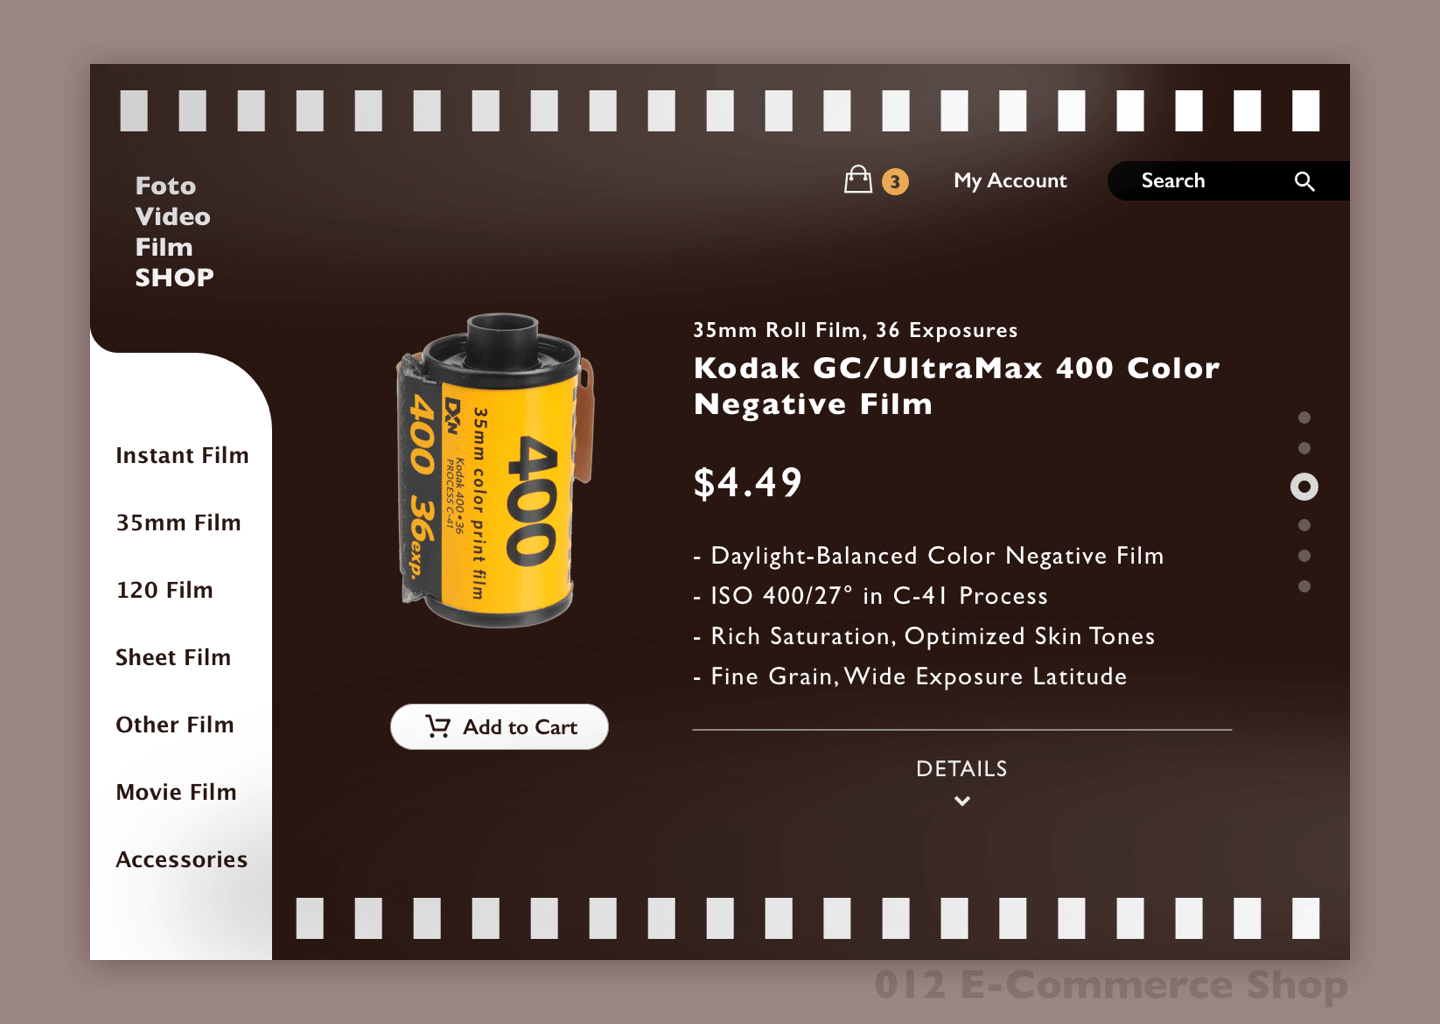 Foto
Video
Film
SHOP
3
My Account
Search
Instant Film
35mm Film
120 Film
Sheet Film
Other Film
Movie Film
Accessories
400 36exp.
DXN
Kodak 400•36
PROCESS C-41
35mm color print film
400
Add to Cart
35mm Roll Film, 36 Exposures
Kodak GC/UltraMax 400 Color
Negative Film
$4.49
- Daylight-Balanced Color Negative Film
- ISO 400/27° in C-41 Process
- Rich Saturation, Optimized Skin Tones
- Fine Grain, Wide Exposure Latitude
DETAILS
012 E-Commerce Shop